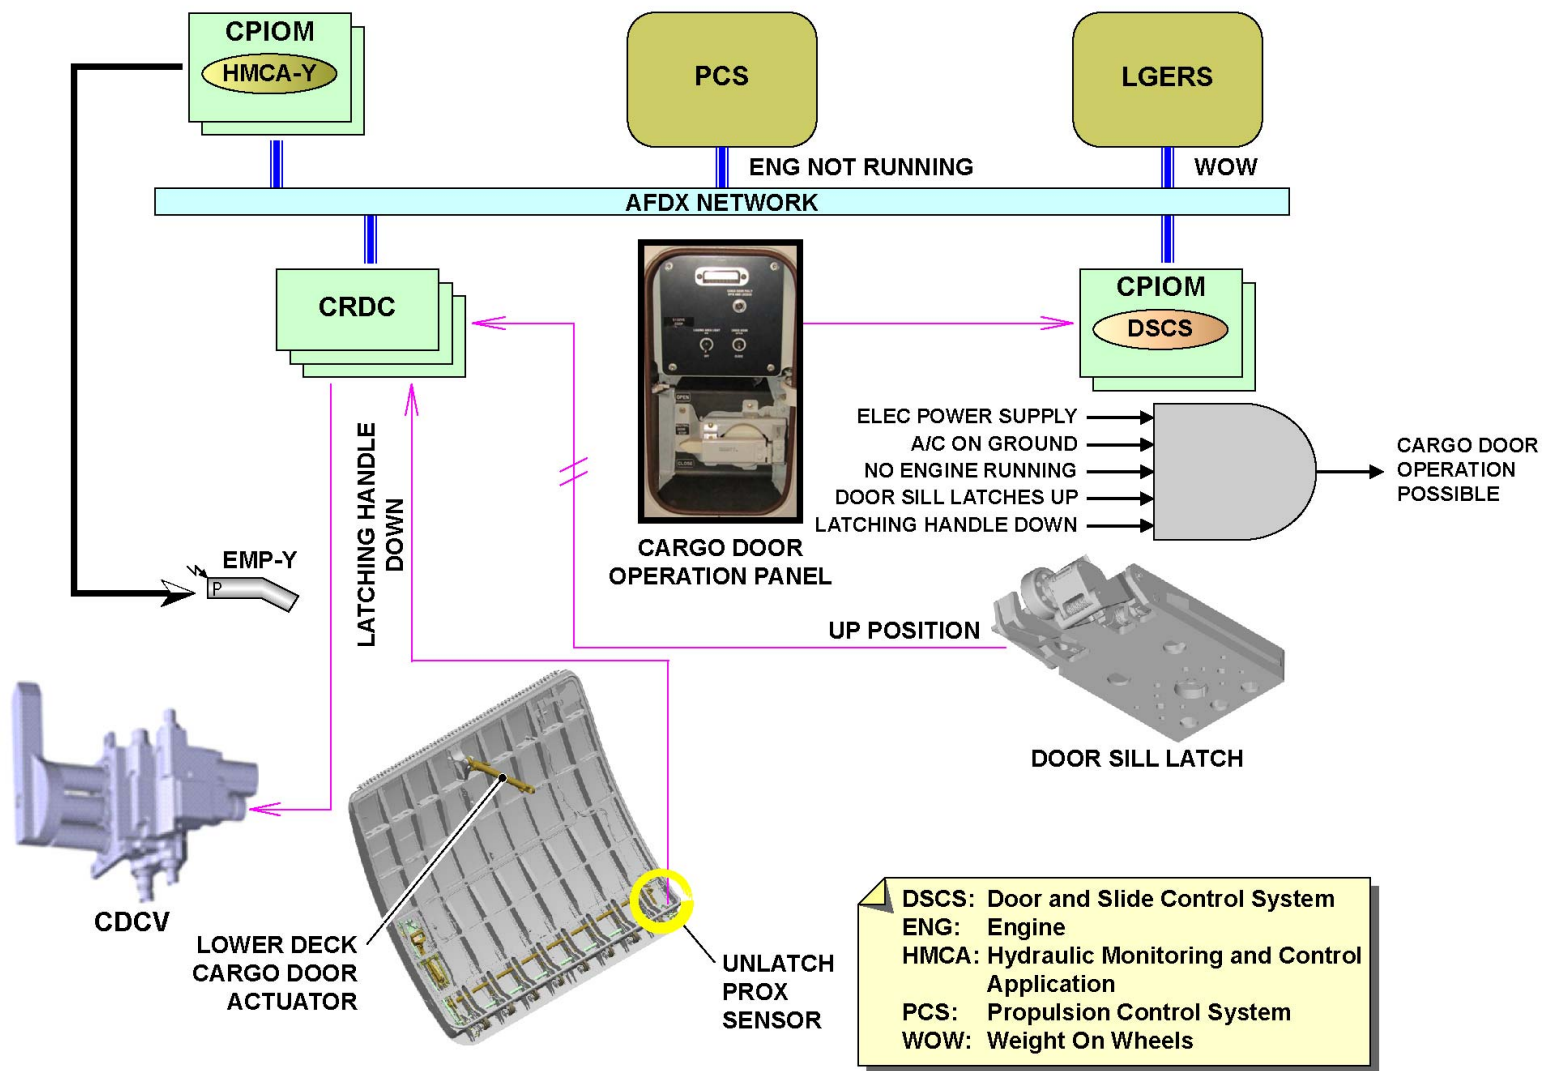 CPIOM
HMCA-Y
PCS
LGERS
ENG NOT RUNNING
WOW
AFDX NETWORK
CRDC
CPIOM
DSCS
OPEN
CLOSE
CARGO DOOR
OPERATION PANEL
ELEC POWER SUPPLY
A/C ON GROUND
NO ENGINE RUNNING
DOOR SILL LATCHES UP
LATCHING HANDLE DOWN
CARGO DOOR
OPERATION
POSSIBLE
LATCHING HANDLE
DOWN
EMP-Y
P
UP POSITION
DOOR SILL LATCH
CDCV
LOWER DECK
CARGO DOOR
ACTUATOR
UNLATCH
PROX
SENSOR
DSCS: Door and Slide Control System
ENG: Engine
HMCA: Hydraulic Monitoring and Control
Application
PCS: Propulsion Control System
WOW: Weight On Wheels